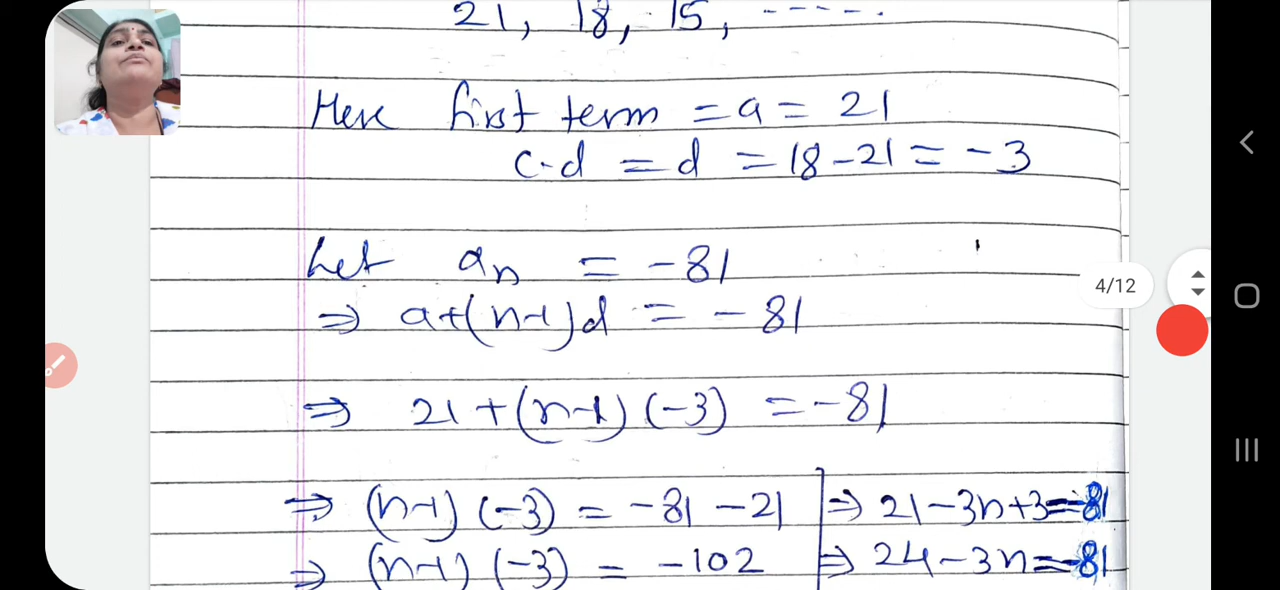 21, 18, 15, -----.
Here first term = a = 21
c-d = d = 18-21 = -3
Let aₙ = -81
⇒ a+(n-1)d = -81
4/12
⇒ 21+(n-1)(-3) = -81
⇒ (n-1)(-3) = -81 -21
⇒ (n-1)(-3) = -102
⇒ 21-3n+3=-81
⇒ 24-3n=-81